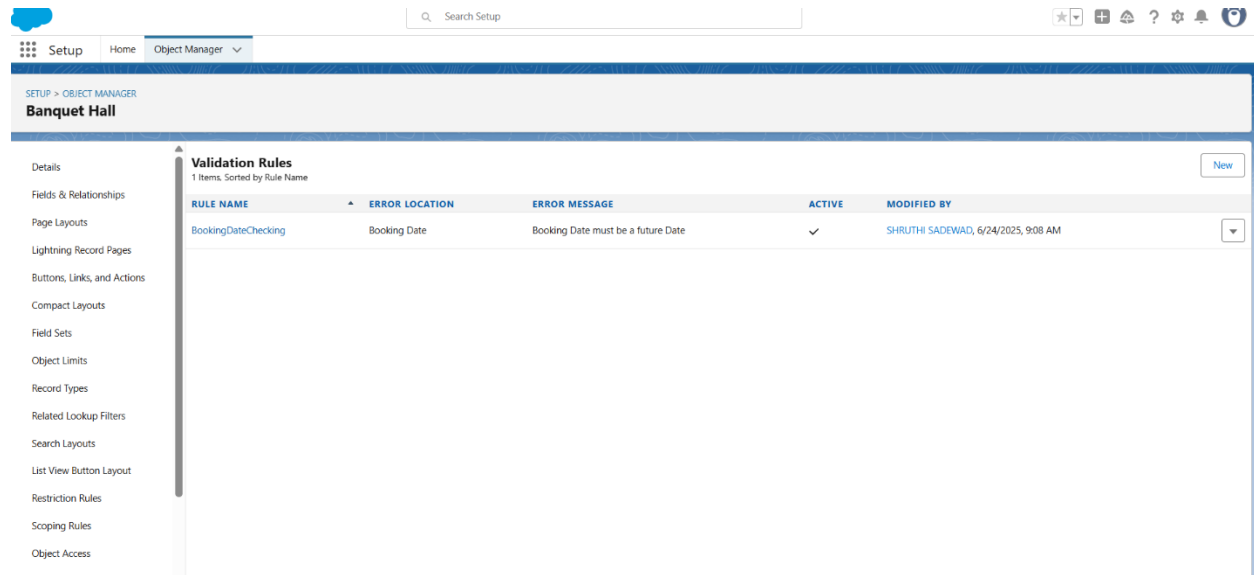 Search Setup
Setup Home Object Manager
SETUP > OBJECT MANAGER
Banquet Hall
Details
Fields & Relationships
Page Layouts
Lightning Record Pages
Buttons, Links, and Actions
Compact Layouts
Field Sets
Object Limits
Record Types
Related Lookup Filters
Search Layouts
List View Button Layout
Restriction Rules
Scoping Rules
Object Access
Validation Rules
1 Items, Sorted by Rule Name
New
RULE NAME ERROR LOCATION ERROR MESSAGE ACTIVE MODIFIED BY
BookingDateChecking Booking Date Booking Date must be a future Date SHRUTHI SADEWAD, 6/24/2025, 9:08 AM